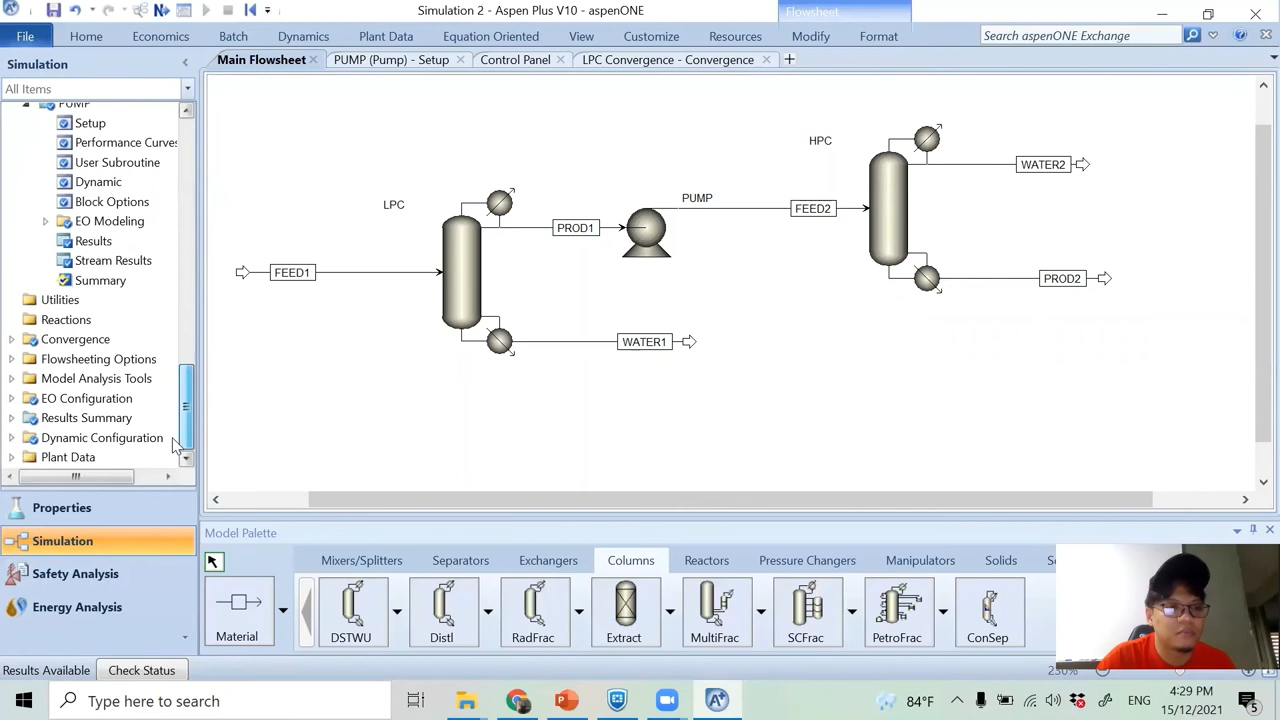 Simulation 2 - Aspen Plus V10 - aspenONE
Flowsheet
File Home Economics Batch Dynamics Plant Data Equation Oriented View Customize Resources Modify Format Search aspenONE Exchange
Simulation
Main Flowsheet PUMP (Pump) - Setup Control Panel LPC Convergence - Convergence
All Items
PUMP
Setup
Performance Curves
User Subroutine
Dynamic
Block Options
EO Modeling
Results
Stream Results
Summary
Utilities
Reactions
Convergence
Flowsheeting Options
Model Analysis Tools
EO Configuration
Results Summary
Dynamic Configuration
Plant Data
HPC
WATER2
LPC
PUMP
FEED2
PROD1
FEED1
PROD2
WATER1
Properties
Simulation
Safety Analysis
Energy Analysis
Model Palette
Mixers/Splitters Separators Exchangers Columns Reactors Pressure Changers Manipulators Solids
Material DSTWU Distl RadFrac Extract MultiFrac SCFrac PetroFrac ConSep
Results Available Check Status
250%
Type here to search
84°F
ENG
4:29 PM
15/12/2021
5